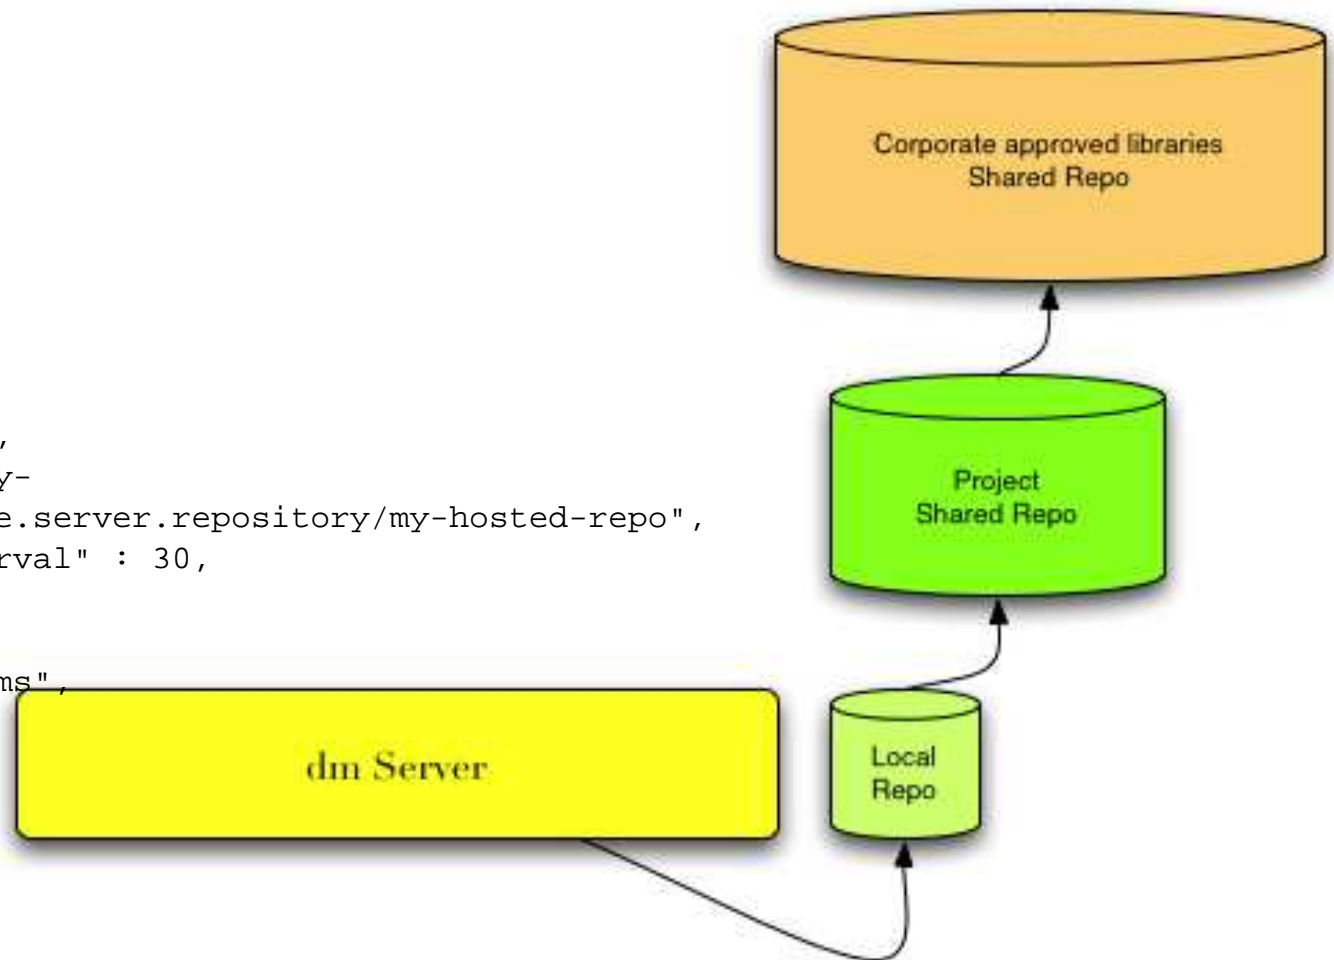 Corporate approved libraries
Shared Repo
Project
Shared Repo
,
y-
e.server.repository/my-hosted-repo",
rval" : 30,
ms",
dm Server
Local
Repo